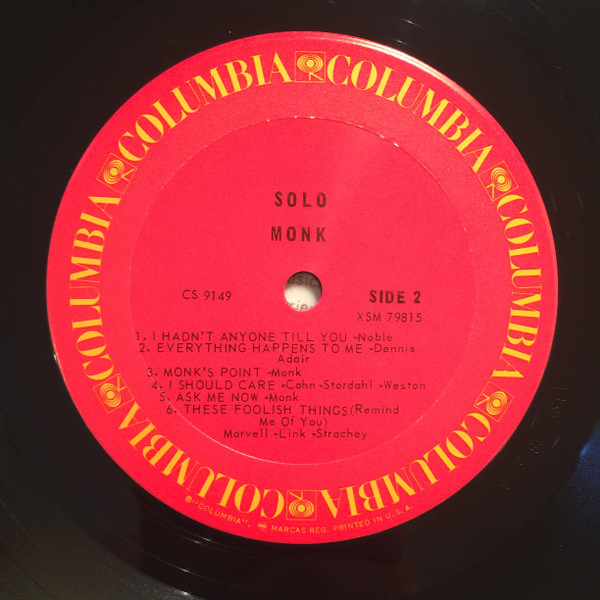 COLUMBIA COLUMBIA COLUMBIA COLUMBIA COLUMBIA COLUMBIA
SOLO
MONK
CS 9149
SIDE 2
XSM 79815
1. I HADN'T ANYONE TILL YOU -Noble
2. EVERYTHING HAPPENS TO ME -Dennis
Adair
3. MONK'S POINT -Monk
4. I SHOULD CARE -Cahn -Stordahl -Weston
5. ASK ME NOW -Monk
6. THESE FOOLISH THINGS (Remind
Me Of You)
Marvell -Link -Strachey
®"COLUMBIA", MARCAS REG. PRINTED IN U.S.A.